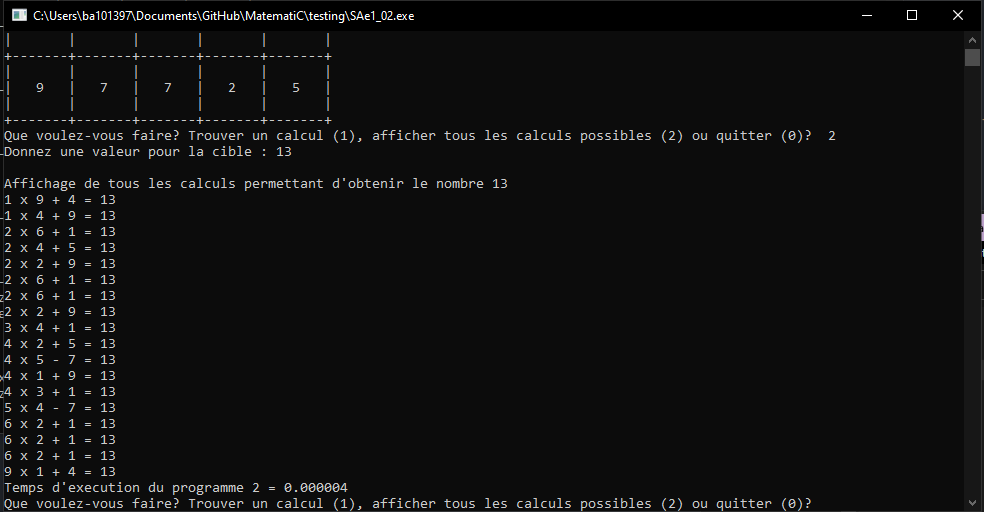 C:\Users\ba101397\Documents\GitHub\MatematiC\testing\SAe1_02.exe
|       |       |       |       |       |
+-------+-------+-------+-------+-------+
|       |       |       |       |       |
|   9   |   7   |   7   |   2   |   5   |
|       |       |       |       |       |
+-------+-------+-------+-------+-------+
Que voulez-vous faire? Trouver un calcul (1), afficher tous les calculs possibles (2) ou quitter (0)?  2
Donnez une valeur pour la cible : 13
Affichage de tous les calculs permettant d'obtenir le nombre 13
1 x 9 + 4 = 13
1 x 4 + 9 = 13
2 x 6 + 1 = 13
2 x 4 + 5 = 13
2 x 2 + 9 = 13
2 x 6 + 1 = 13
2 x 6 + 1 = 13
2 x 2 + 9 = 13
3 x 4 + 1 = 13
4 x 2 + 5 = 13
4 x 5 - 7 = 13
4 x 1 + 9 = 13
4 x 3 + 1 = 13
5 x 4 - 7 = 13
6 x 2 + 1 = 13
6 x 2 + 1 = 13
6 x 2 + 1 = 13
9 x 1 + 4 = 13
Temps d'execution du programme 2 = 0.000004
Que voulez-vous faire? Trouver un calcul (1), afficher tous les calculs possibles (2) ou quitter (0)?